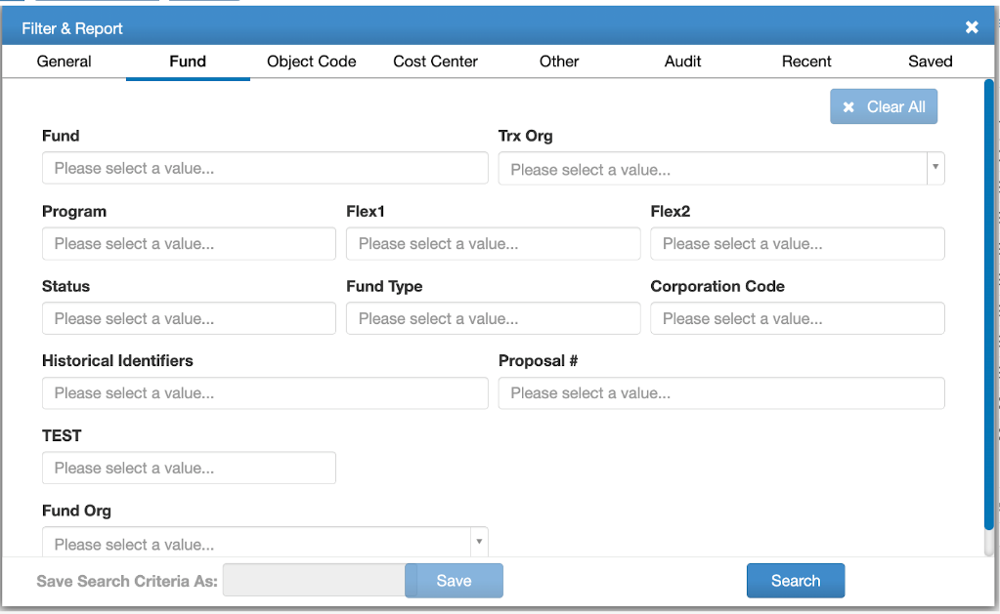 Filter & Report
General Fund Object Code Cost Center Other Audit Recent Saved
Clear All
Fund Trx Org
Please select a value... Please select a value...
Program Flex1 Flex2
Please select a value... Please select a value... Please select a value...
Status Fund Type Corporation Code
Please select a value... Please select a value... Please select a value...
Historical Identifiers Proposal #
Please select a value... Please select a value...
TEST
Please select a value...
Fund Org
Please select a value...
Save Search Criteria As: Save Search